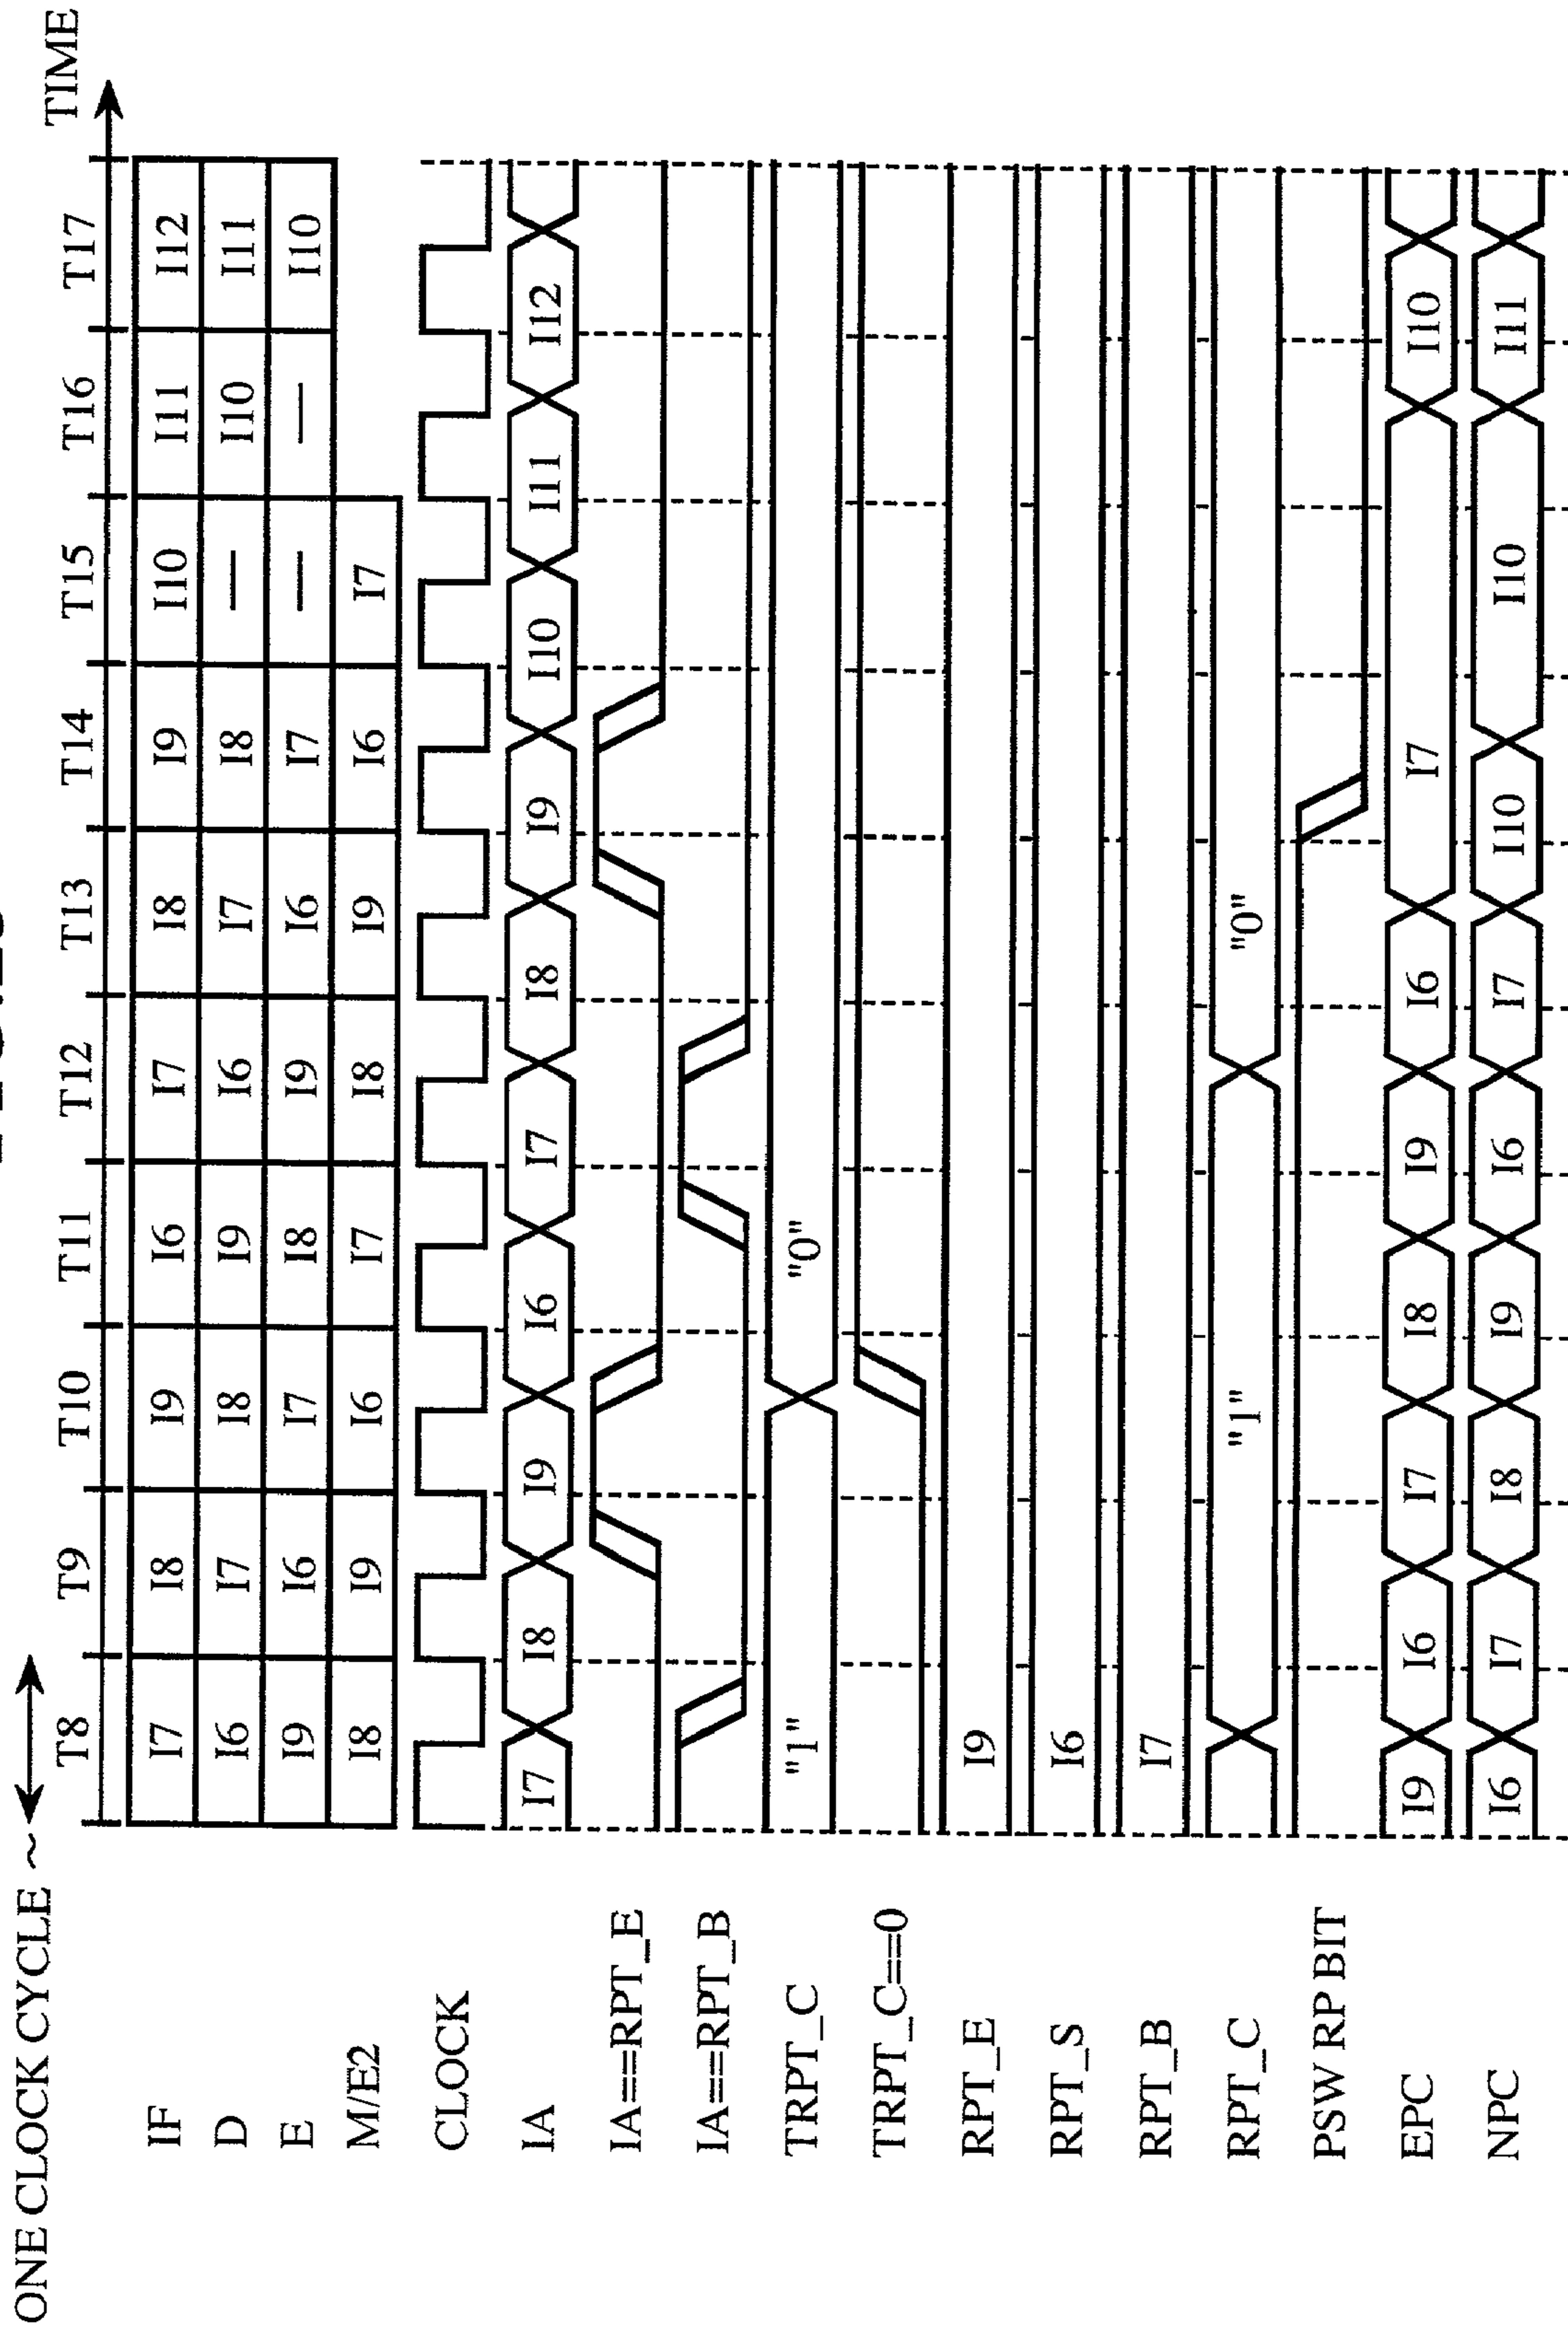 TIME
ONE CLOCK CYCLE ~
T8 T9 T10 T11 T12 T13 T14 T15 T16 T17
IF I7 I8 I9 I6 I7 I8 I9 I10 I11 I12
D I6 I7 I8 I9 I6 I7 I8 — I10 I11
E I9 I6 I7 I8 I9 I6 I7 — — I10
M/E2 I8 I9 I6 I7 I8 I9 I6 I7
CLOCK
IA I7 I8 I9 I6 I7 I8 I9 I10 I11 I12
IA==RPT_E
IA==RPT_B
TRPT_C "1" "0"
TRPT_C==0
RPT_E I9
RPT_S I6
RPT_B I7
RPT_C "1" "0"
PSW RP BIT
EPC I9 I6 I7 I8 I9 I6 I7 I10
NPC I6 I7 I8 I9 I6 I7 I10 I10 I11